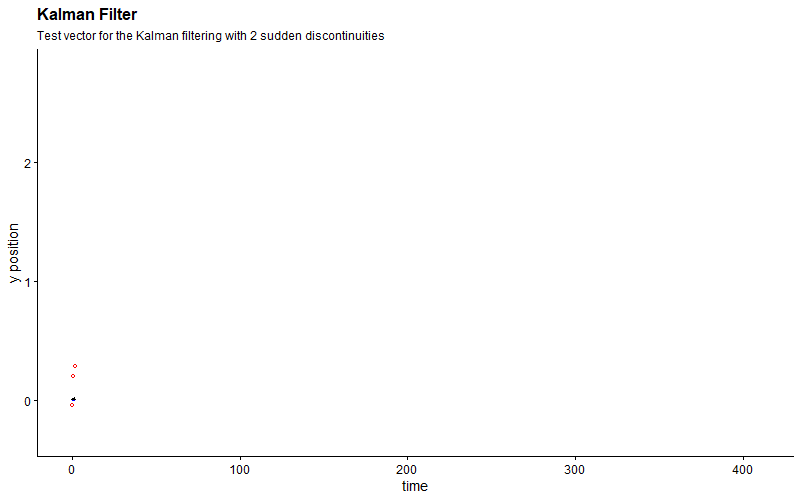 Kalman Filter
Test vector for the Kalman filtering with 2 sudden discontinuities
2
1
0
y position
0 100 200 300 400
time